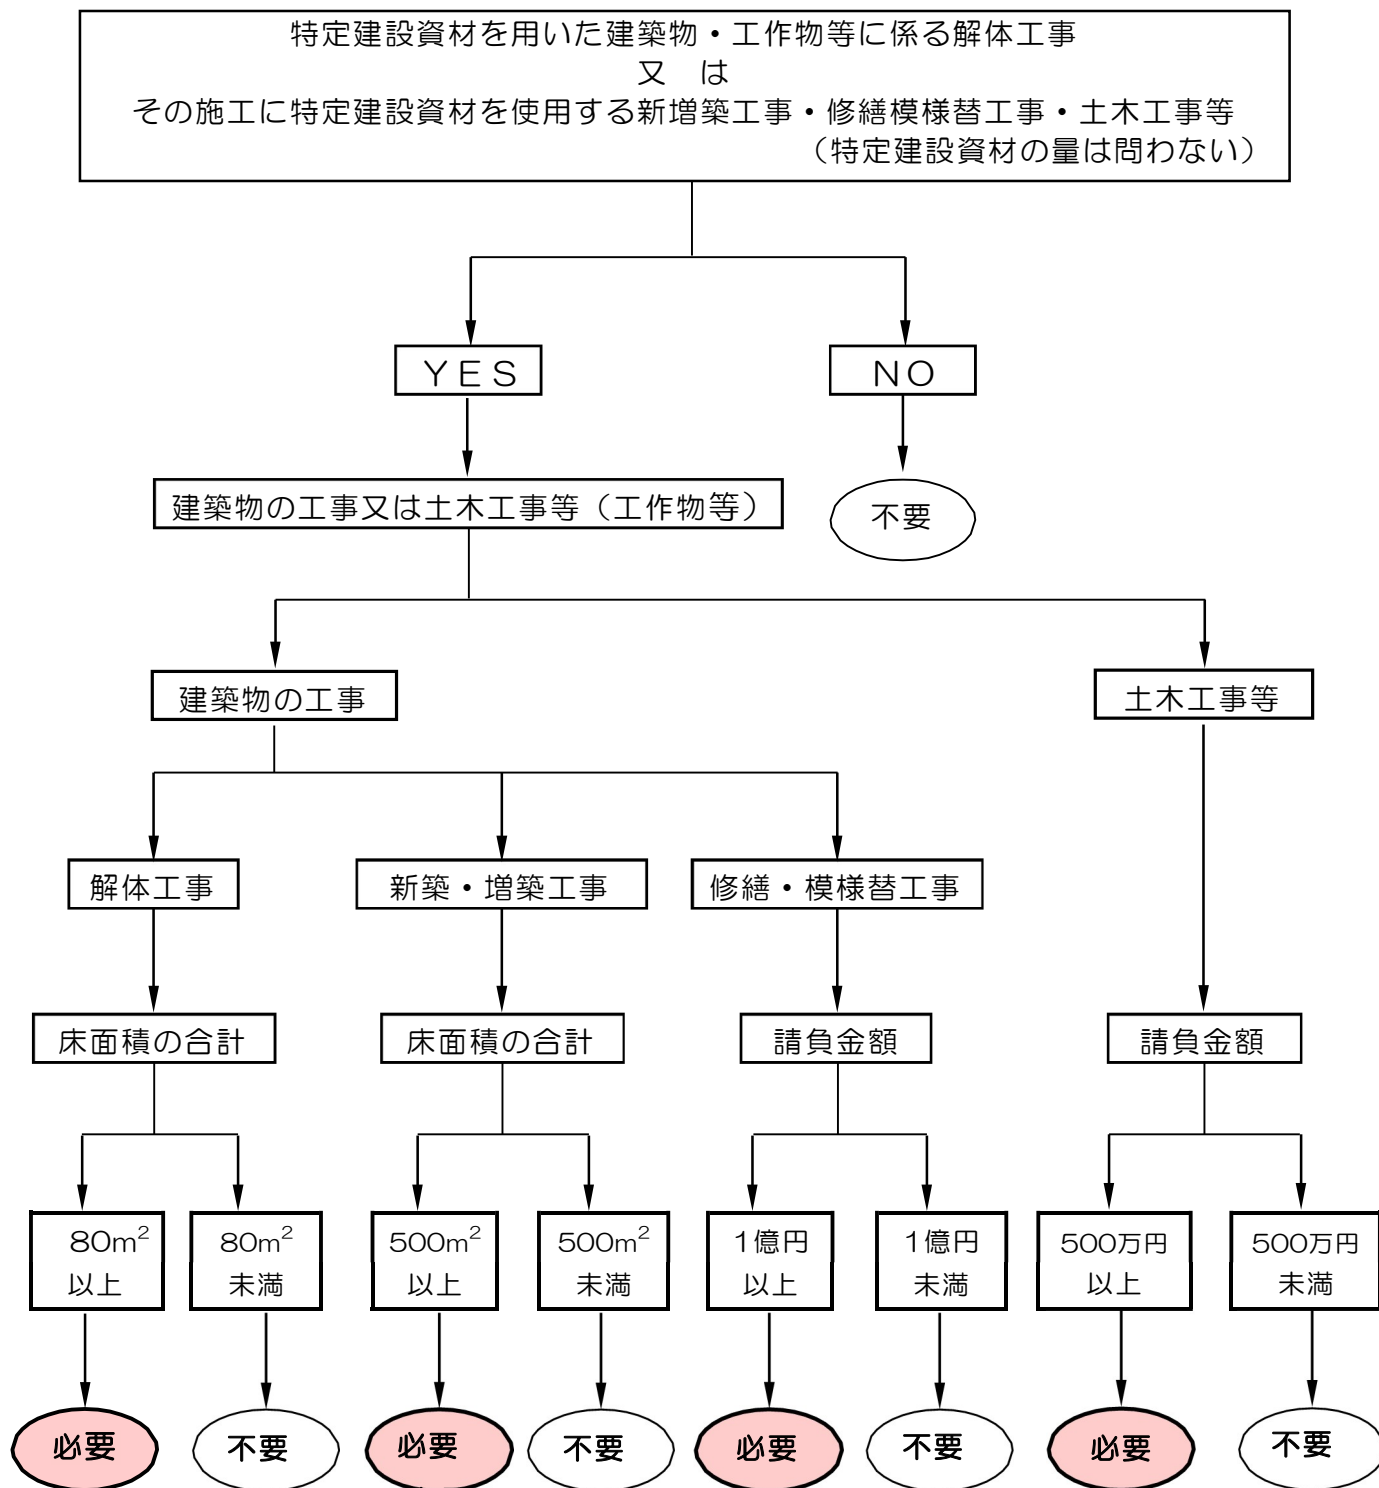 特定建設資材を用いた建築物・工作物等に係る解体工事
又　は
その施工に特定建設資材を使用する新増築工事・修繕模様替工事・土木工事等
（特定建設資材の量は問わない）
ＹＥＳ
ＮＯ
建築物の工事又は土木工事等（工作物等）
不要
建築物の工事
土木工事等
解体工事
新築・増築工事
修繕・模様替工事
床面積の合計
床面積の合計
請負金額
請負金額
80m²
以上
80m²
未満
500m²
以上
500m²
未満
1億円
以上
1億円
未満
500万円
以上
500万円
未満
必要
不要
必要
不要
必要
不要
必要
不要